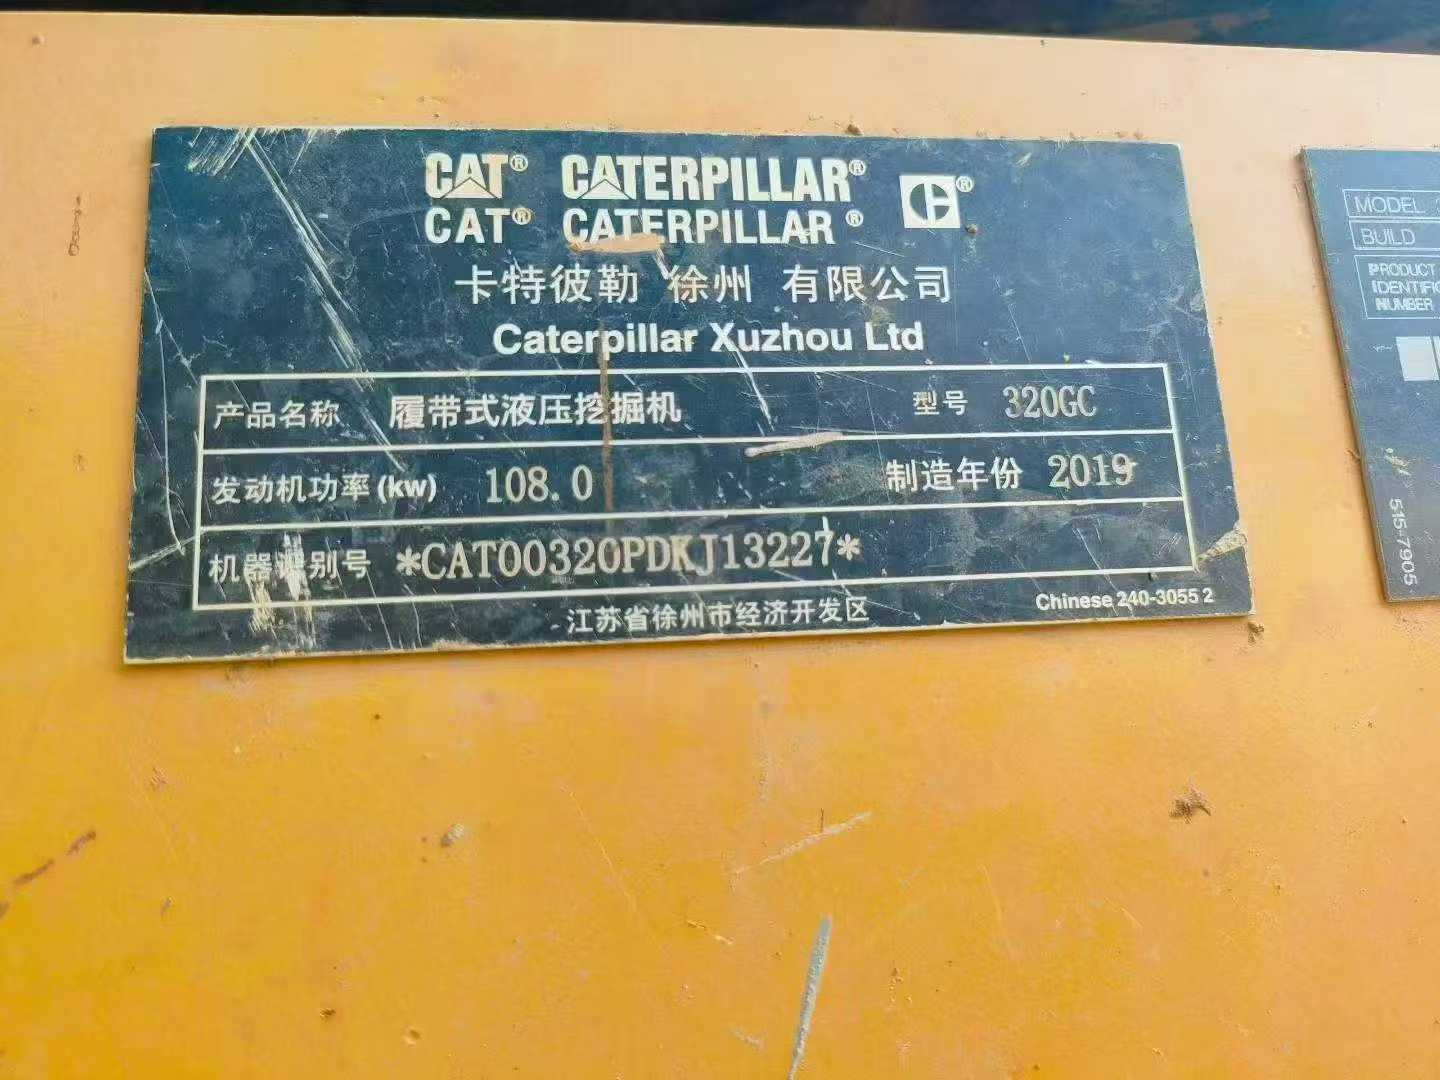 CAT® CATERPILLAR®
CAT® CATERPILLAR®
卡特彼勒 徐州 有限公司
Caterpillar Xuzhou Ltd
产品名称 履带式液压挖掘机 型号 320GC
发动机功率(kw) 108.0 制造年份 2019
机器识别号 *CAT00320PDKJ13227*
江苏省徐州市经济开发区
Chinese 240-3055 2
MODEL
BUILD
PRODUCT
IDENTIFIC
NUMBER
515-7905